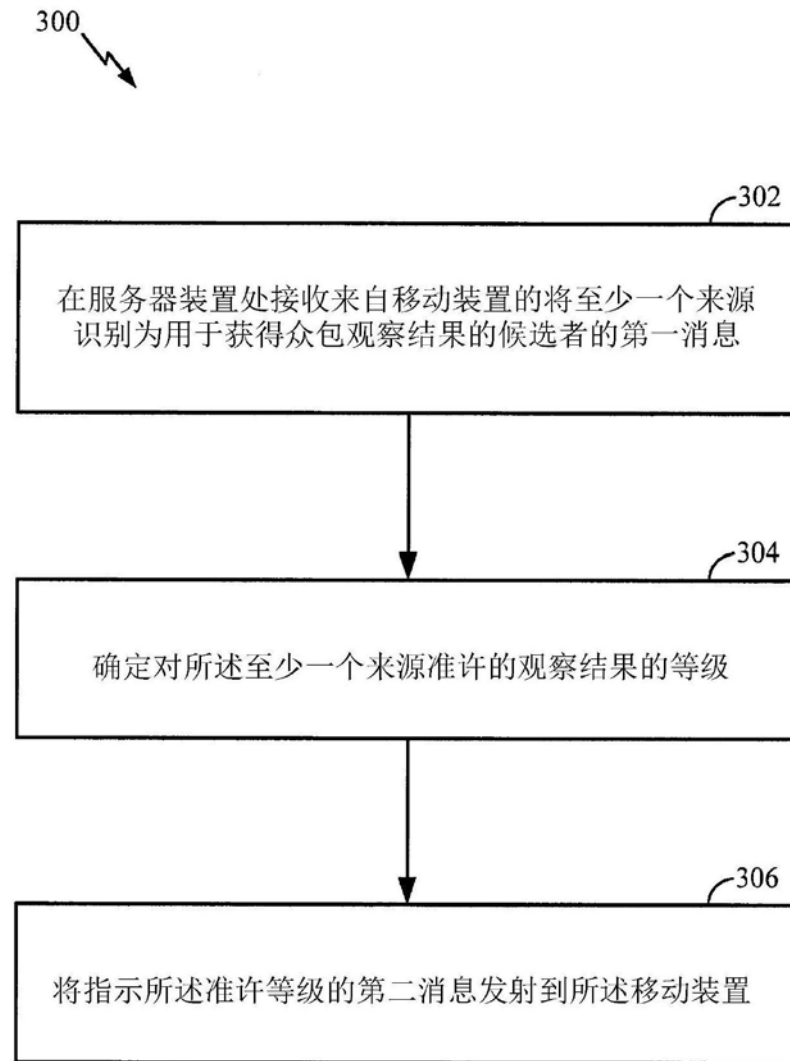 300
302
在服务器装置处接收来自移动装置的将至少一个来源
识别为用于获得众包观察结果的候选者的第一消息
304
确定对所述至少一个来源准许的观察结果的等级
306
将指示所述准许等级的第二消息发射到所述移动装置